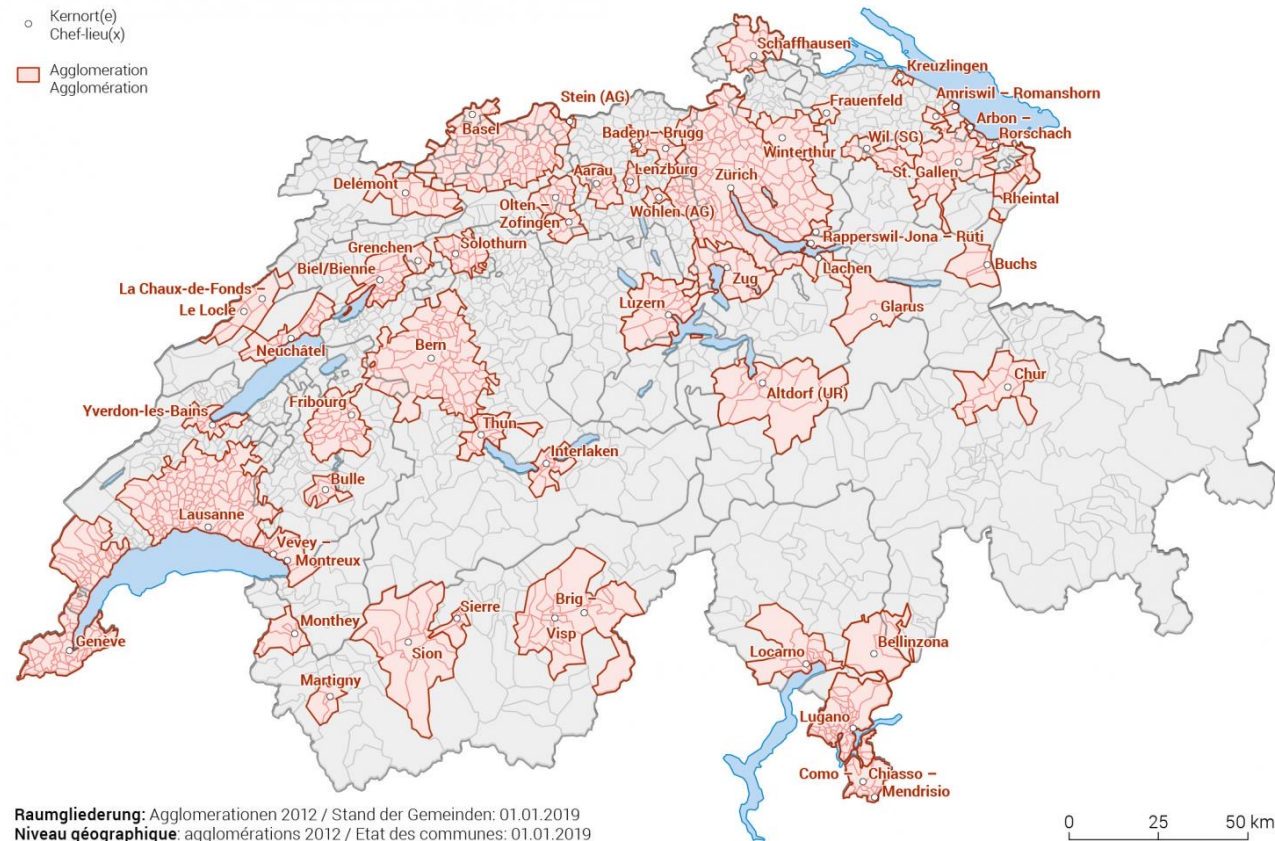 Kernort(e)
Chef-lieu(x)
Agglomeration
Agglomération
Schaffhausen
Kreuzlingen
Amriswil – Romanshorn
Stein (AG)
Frauenfeld
Arbon –
Rorschach
Basel
Baden – Brugg
Wil (SG)
Winterthur
Lenzburg
Aarau
Zürich
St. Gallen
Delémont
Olten –
Zofingen
Wohlen (AG)
Rheintal
Rapperswil-Jona – Rüti
Grenchen
Solothurn
Biel/Bienne
Lachen
Buchs
Zug
La Chaux-de-Fonds –
Le Locle
Luzern
Glarus
Neuchâtel
Bern
Chur
Altdorf (UR)
Fribourg
Yverdon-les-Bains
Thun
Interlaken
Bulle
Lausanne
Vevey –
Montreux
Sierre
Brig –
Visp
Monthey
Genève
Sion
Bellinzona
Locarno
Martigny
Lugano
Como –
Chiasso –
Mendrisio
Raumgliederung: Agglomerationen 2012 / Stand der Gemeinden: 01.01.2019
Niveau géographique: agglomérations 2012 / Etat des communes: 01.01.2019
0 25 50 km